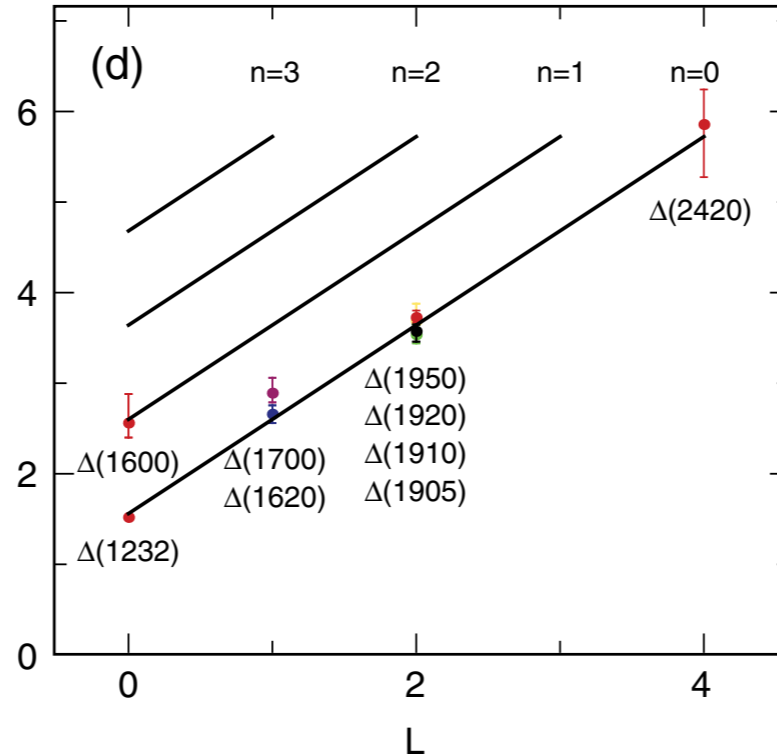 (d)
n=3 n=2 n=1 n=0
6
Δ(2420)
4
Δ(1950)
Δ(1920)
Δ(1910)
Δ(1905)
Δ(1600)
Δ(1700)
Δ(1620)
2
Δ(1232)
0
0 2 4
L